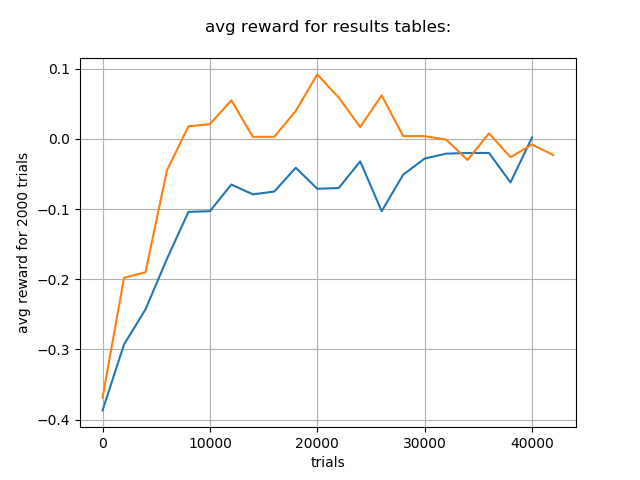 avg reward for results tables:
0.1
0.0
−0.1
−0.2
−0.3
−0.4
avg reward for 2000 trials
0 10000 20000 30000 40000
trials